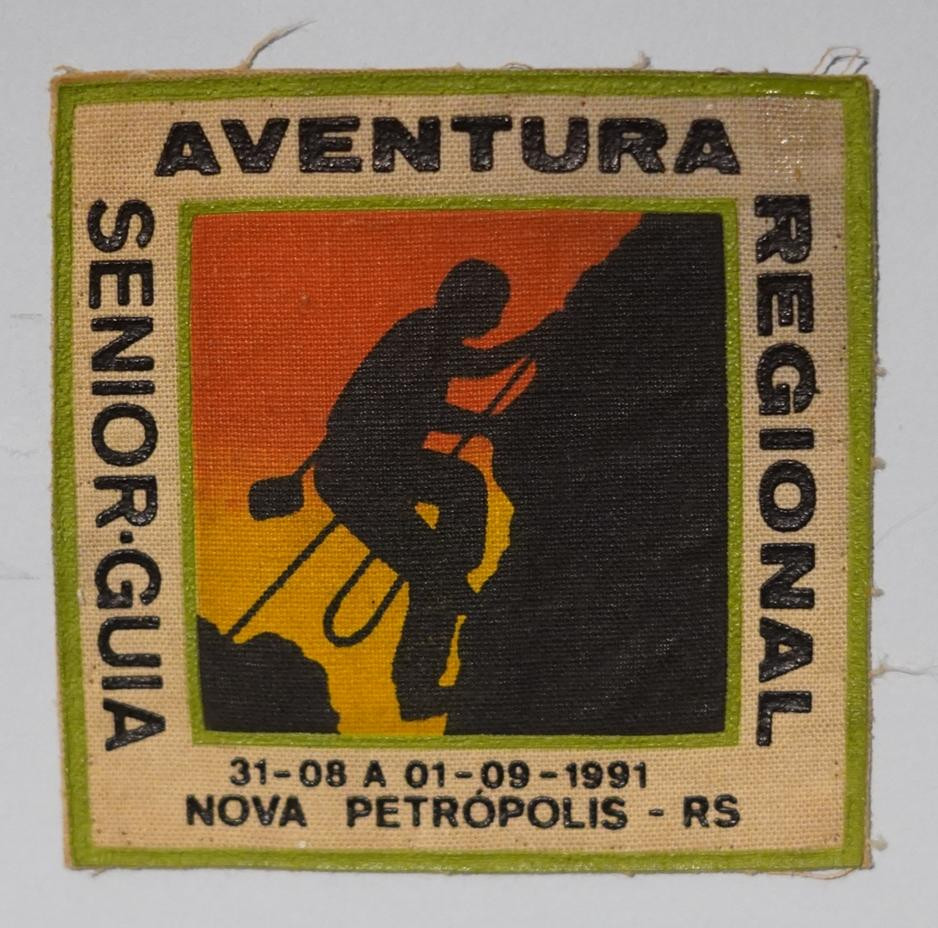 AVENTURA
REGIONAL
SENIOR·GUIA
31-08 A 01-09-1991
NOVA PETRÓPOLIS - RS